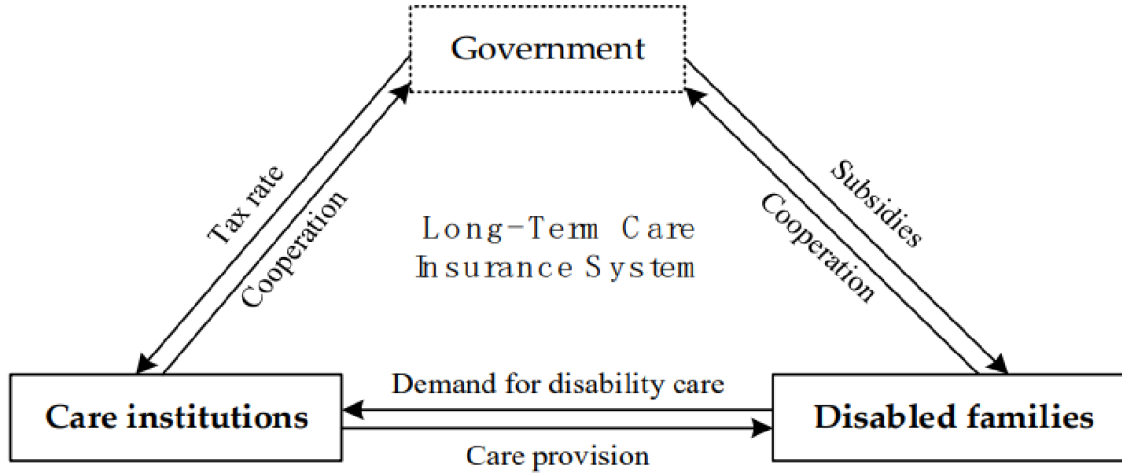 Government
Tax rate
Cooperation
Subsidies
Cooperation
Long-Term Care
Insurance System
Care institutions
Demand for disability care
Care provision
Disabled families